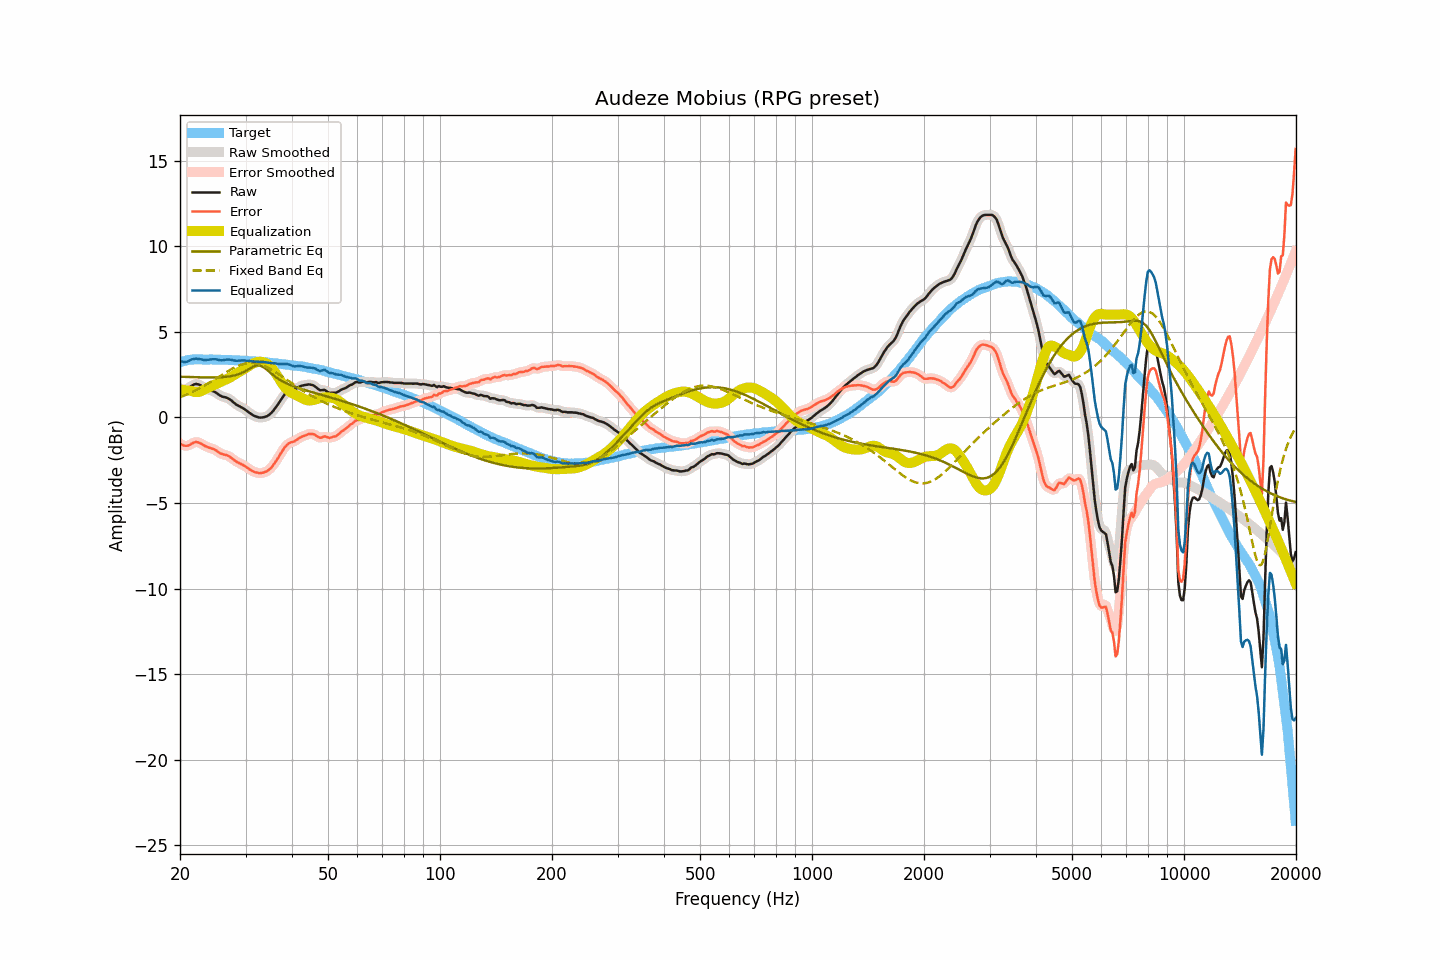 Audeze Mobius (RPG preset)
Target
Raw Smoothed
Error Smoothed
Raw
Error
Equalization
Parametric Eq
Fixed Band Eq
Equalized
Amplitude (dBr)
15
10
5
0
−5
−10
−15
−20
−25
20 50 100 200 500 1000 2000 5000 10000 20000
Frequency (Hz)